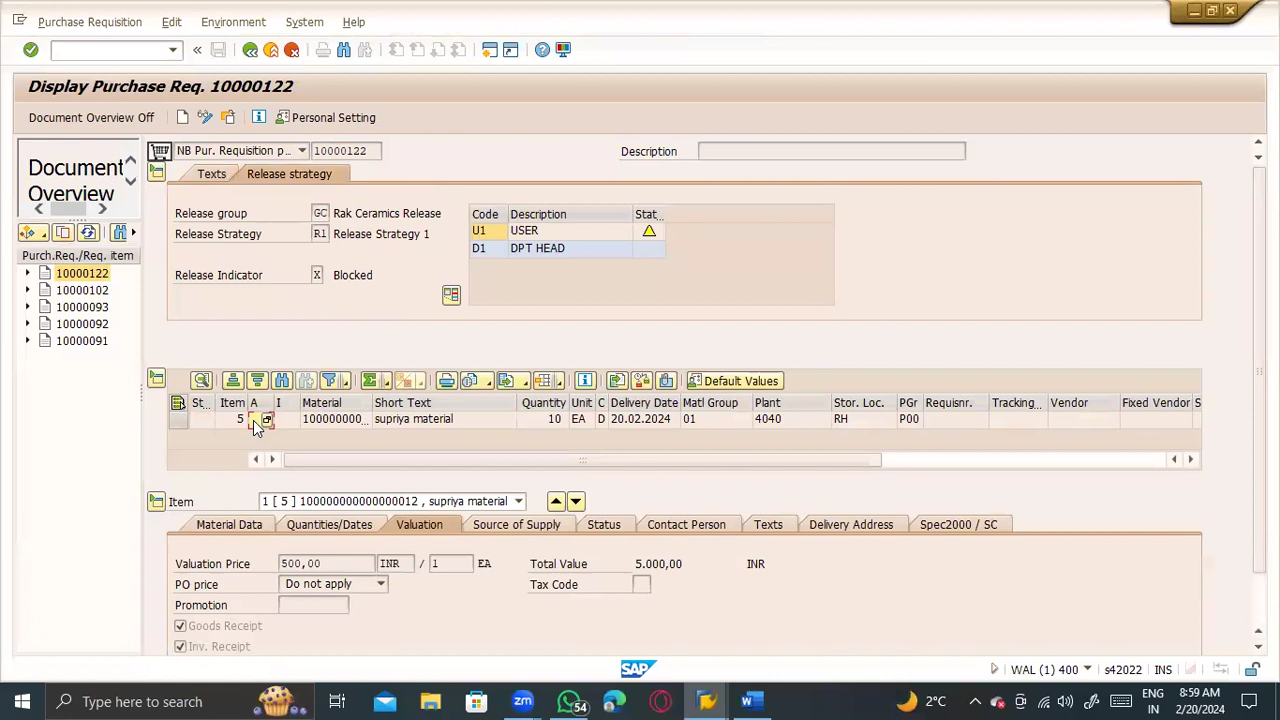 Purchase Requisition Edit Environment System Help
Display Purchase Req. 10000122
Document Overview Off Personal Setting
Document Overview
NB Pur. Requisition p... 10000122 Description
Texts Release strategy
Release group GC Rak Ceramics Release
Release Strategy R1 Release Strategy 1
Release Indicator X Blocked
Code Description Stat..
U1 USER
D1 DPT HEAD
Purch.Req./Req. item
10000122
10000102
10000093
10000092
10000091
Default Values
St... Item A I Material Short Text Quantity Unit C Delivery Date Matl Group Plant Stor. Loc. PGr Requisnr. Tracking Vendor Fixed Vendor S
5 100000000... supriya material 10 EA D 20.02.2024 01 4040 RH P00
Item 1 [ 5 ] 100000000000000012 , supriya material
Material Data Quantities/Dates Valuation Source of Supply Status Contact Person Texts Delivery Address Spec2000 / SC
Valuation Price 500,00 INR / 1 EA Total Value 5.000,00 INR
PO price Do not apply Tax Code
Promotion
Goods Receipt
Inv. Receipt
SAP WAL (1) 400 s42022 INS
Type here to search zm 54 W 2°C ENG IN 8:59 AM 2/20/2024